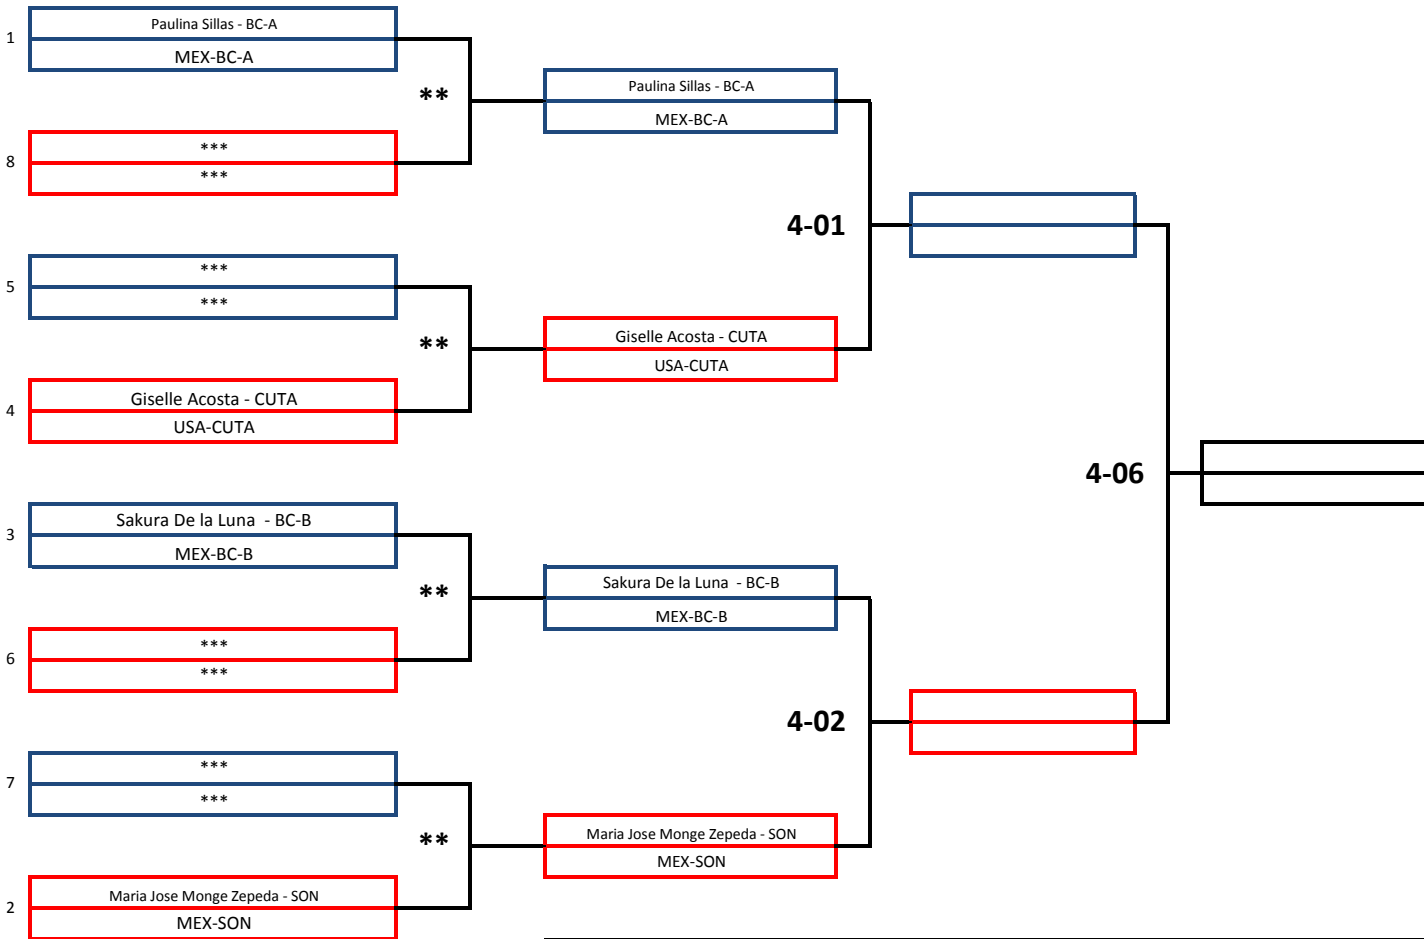 1
Paulina Sillas - BC-A
MEX-BC-A
**
8
***
***
Paulina Sillas - BC-A
MEX-BC-A
4-01
5
***
***
**
4
Giselle Acosta - CUTA
USA-CUTA
Giselle Acosta - CUTA
USA-CUTA
4-06
3
Sakura De la Luna  - BC-B
MEX-BC-B
**
6
***
***
Sakura De la Luna  - BC-B
MEX-BC-B
4-02
7
***
***
**
2
Maria Jose Monge Zepeda - SON
MEX-SON
Maria Jose Monge Zepeda - SON
MEX-SON